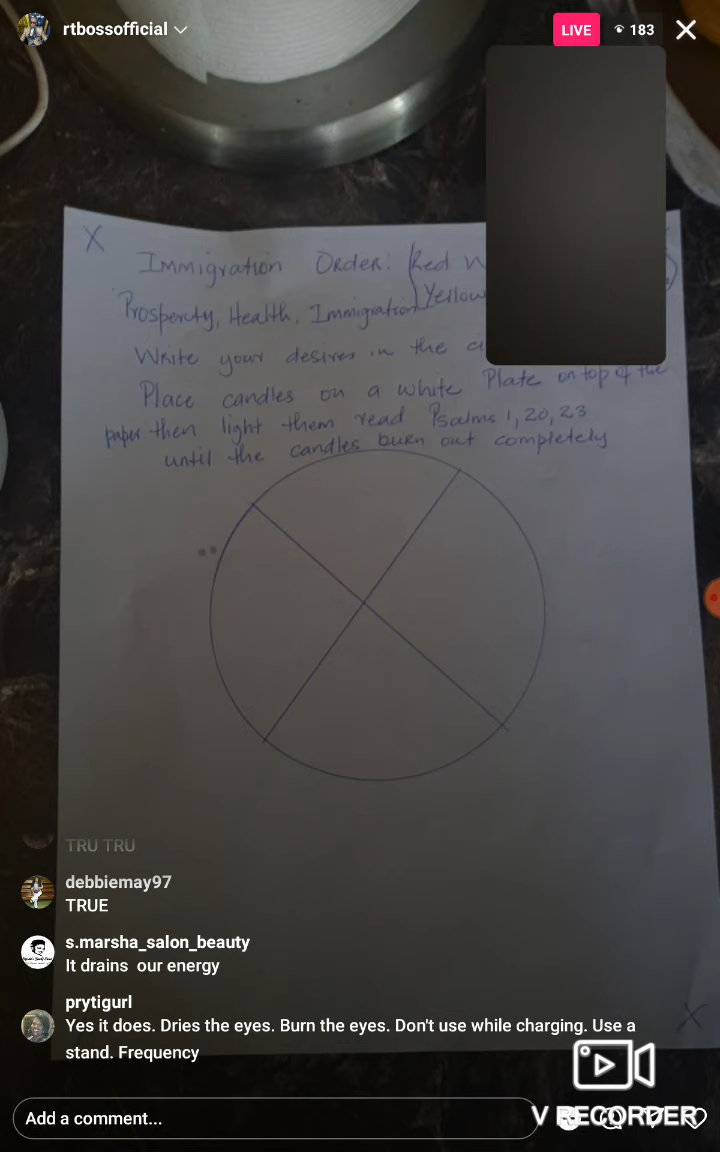 rtbossofficial
LIVE
183
X X
Immigration Order: (Red
Prosperity, Health, Immigration Yellow
Write your desires in the ci
Place candles on a white Plate on top of the
paper then light them read Psalms 1, 20, 23
until the candles burn out completely
X
TRU TRU
debbiemay97
TRUE
s.marsha_salon_beauty
It drains our energy
prytigurl
Yes it does. Dries the eyes. Burn the eyes. Don't use while charging. Use a
stand. Frequency
Add a comment...
V RECORDER